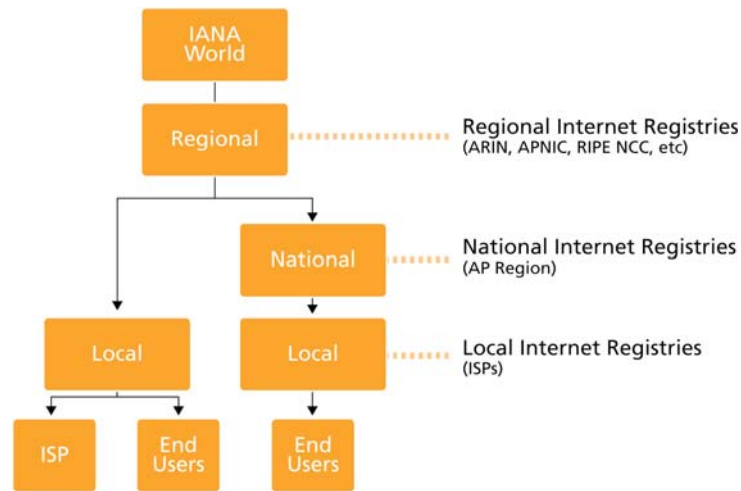 IANA
World
Regional
Regional Internet Registries
(ARIN, APNIC, RIPE NCC, etc)
National
National Internet Registries
(AP Region)
Local
Local
Local Internet Registries
(ISPs)
ISP
End
Users
End
Users